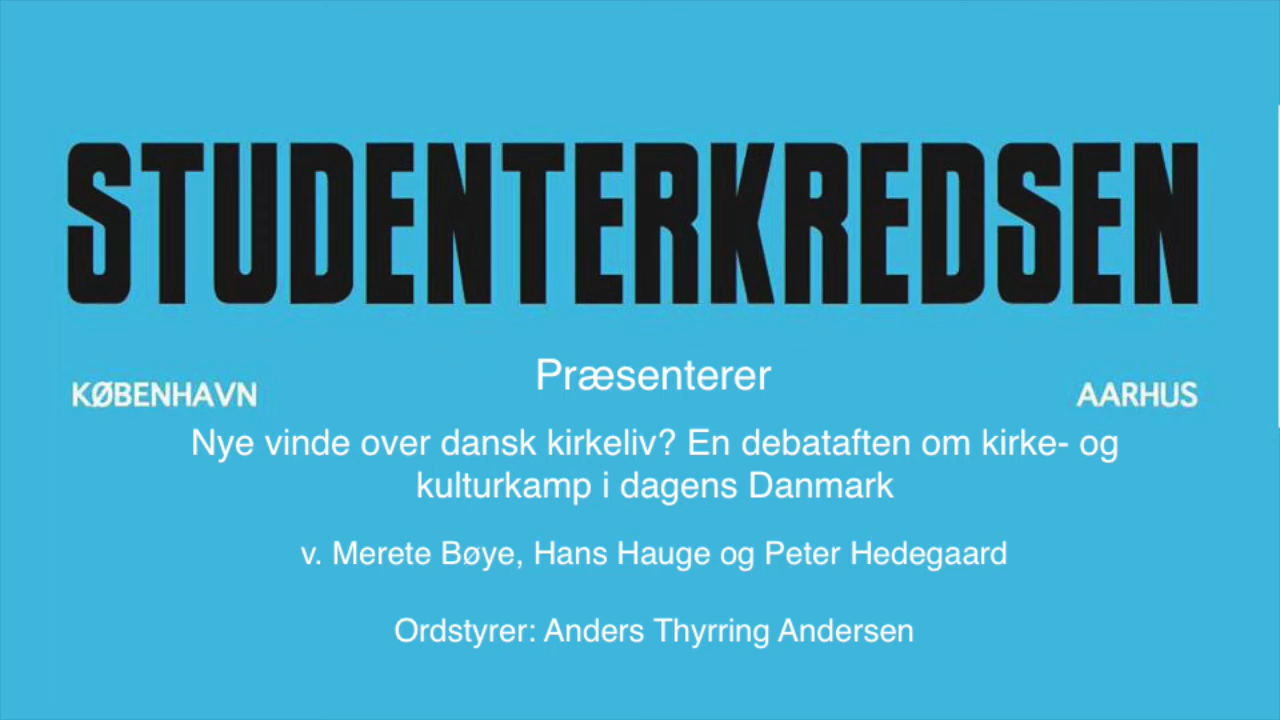 STUDENTERKREDSEN
Præsenterer
KØBENHAVN
AARHUS
Nye vinde over dansk kirkeliv? En debataften om kirke- og
kulturkamp i dagens Danmark
v. Merete Bøye, Hans Hauge og Peter Hedegaard
Ordstyrer: Anders Thyrring Andersen